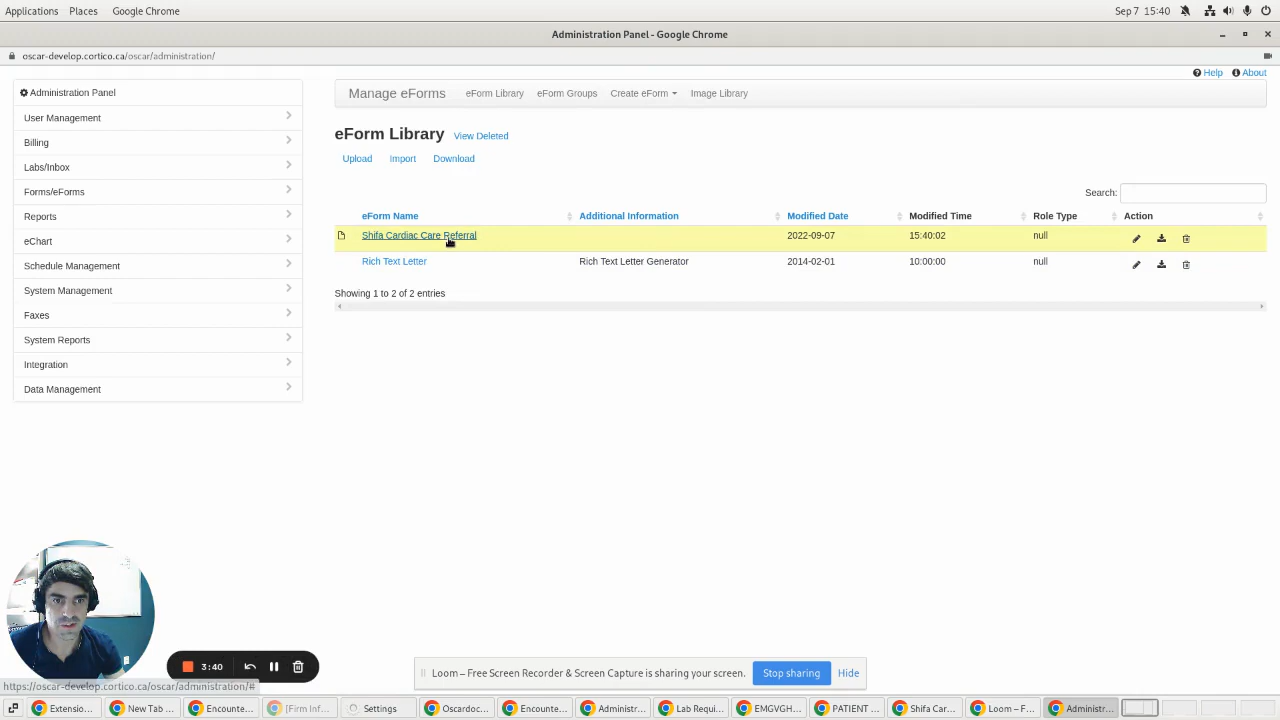 Applications Places Google Chrome Sep 7 15:40
Administration Panel - Google Chrome
oscar-develop.cortico.ca/oscar/administration/
Help About
Administration Panel
User Management
Billing
Labs/Inbox
Forms/eForms
Reports
eChart
Schedule Management
System Management
Faxes
System Reports
Integration
Data Management
Manage eForms eForm Library eForm Groups Create eForm Image Library
eForm Library View Deleted
Upload Import Download
Search:
eForm Name Additional Information Modified Date Modified Time Role Type Action
Shifa Cardiac Care Referral 2022-09-07 15:40:02 null
Rich Text Letter Rich Text Letter Generator 2014-02-01 10:00:00 null
Showing 1 to 2 of 2 entries
3:40
Loom – Free Screen Recorder & Screen Capture is sharing your screen. Stop sharing Hide
https://oscar-develop.cortico.ca/oscar/administration/#
Extensio... New Tab ... Encounte... [Firm Inf... Settings Oscardoc... Encounte... Administr... Lab Requi... EMGVGH... PATIENT ... Shifa Car... Loom – F... Administr...